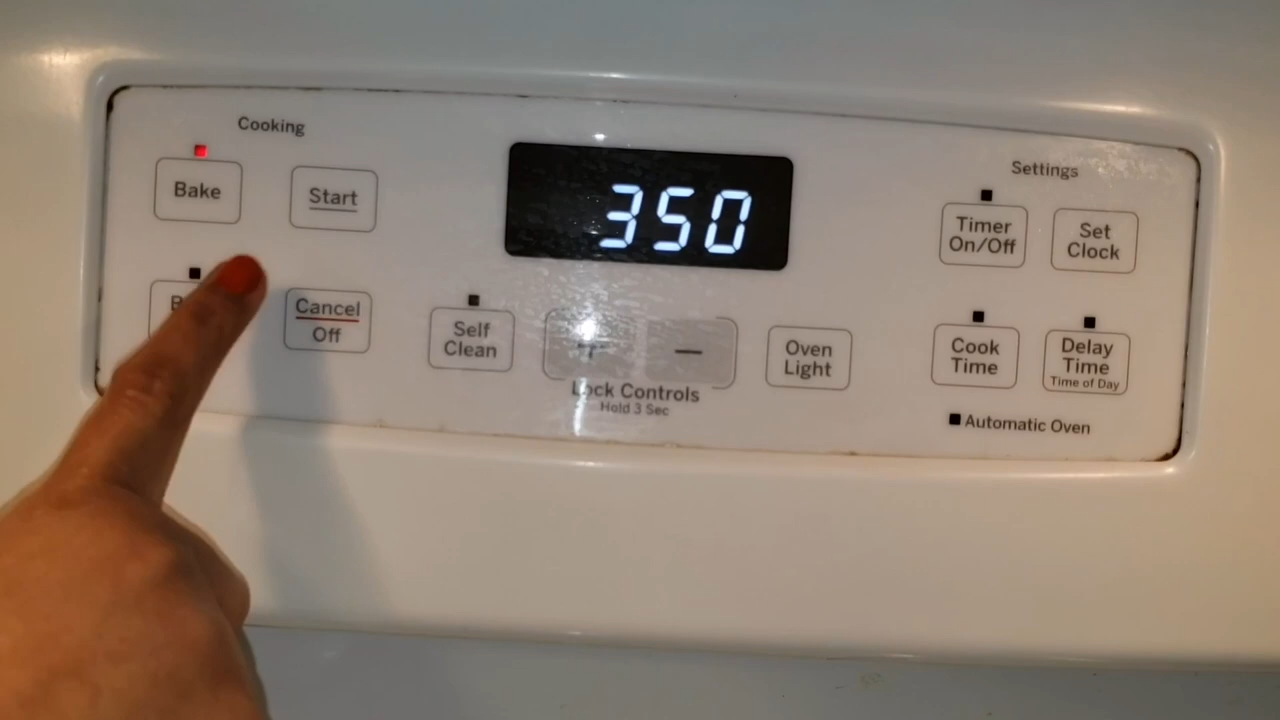 Cooking
Bake
Start
Cancel
Off
350
Self
Clean
+
−
Lock Controls
Hold 3 Sec
Oven
Light
Settings
Timer
On/Off
Set
Clock
Cook
Time
Delay
Time
Time of Day
Automatic Oven